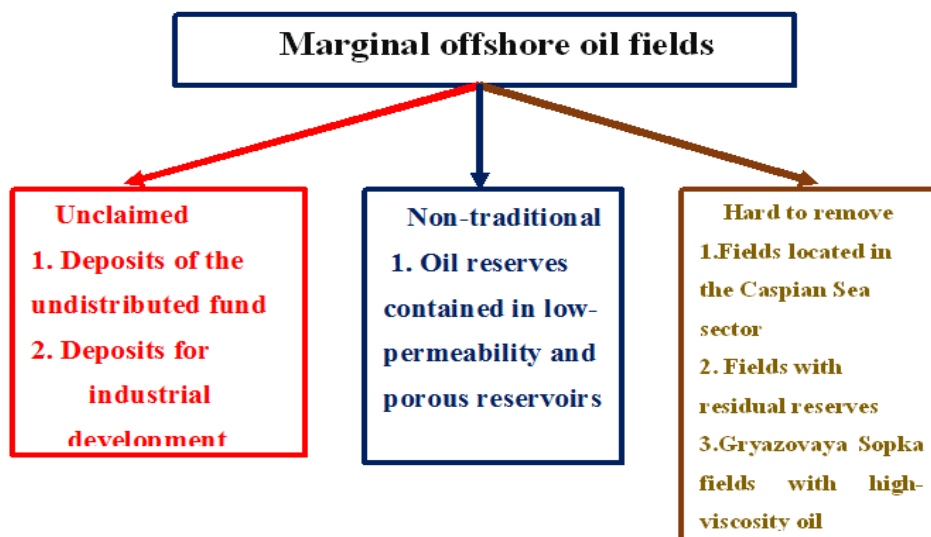 Marginal offshore oil fields
Unclaimed
1. Deposits of the
undistributed fund
2. Deposits for
industrial
development
Non-traditional
1. Oil reserves
contained in low-
permeability and
porous reservoirs
Hard to remove
1.Fields located in
the Caspian Sea
sector
2. Fields with
residual reserves
3.Gryazovaya Sopka
fields with high-
viscosity oil